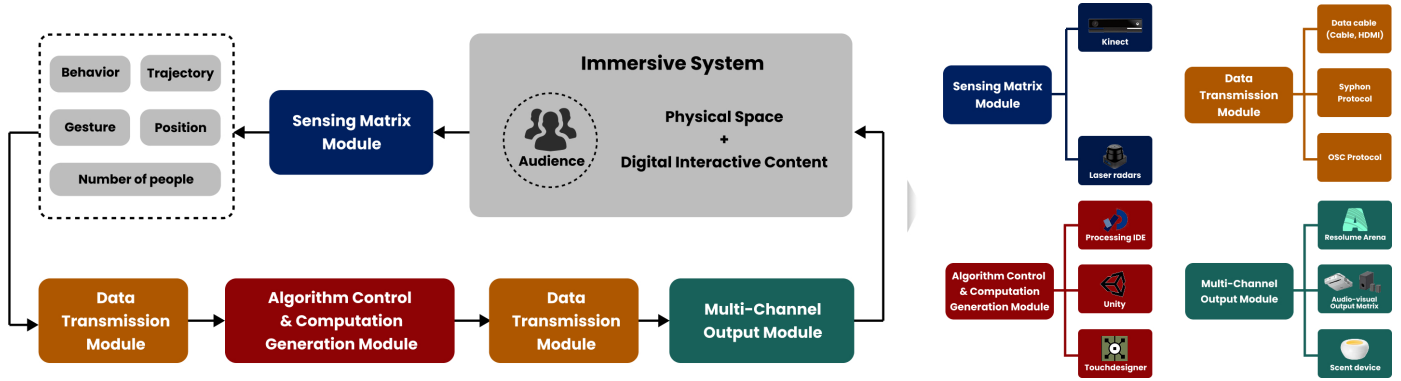 Behavior
Trajectory
Gesture
Position
Number of people
Sensing Matrix
Module
Immersive System
Audience
Physical Space
+
Digital Interactive Content
Data
Transmission
Module
Algorithm Control
& Computation
Generation Module
Data
Transmission
Module
Multi-Channel
Output Module
Sensing Matrix
Module
Kinect
Laser radars
Data
Transmission
Module
Data cable
(Cable, HDMI)
Syphon
Protocol
OSC Protocol
Algorithm Control
& Computation
Generation Module
Processing IDE
Unity
Touchdesigner
Multi-Channel
Output Module
Resolume Arena
Audio-visual
Output Matrix
Scent device